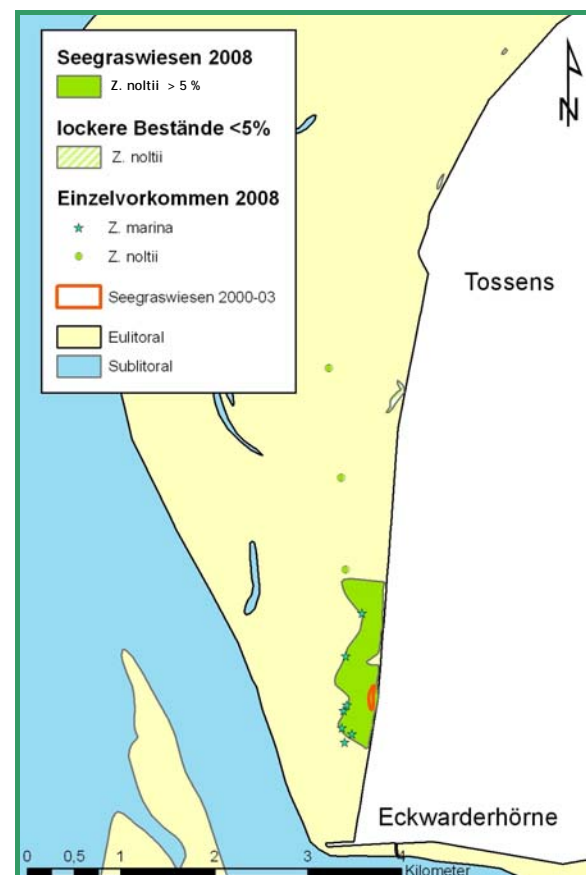 Seegraswiesen 2008
Z. noltii > 5 %
lockere Bestände <5%
Z. noltii
Einzelvorkommen 2008
Z. marina
Z. noltii
Seegraswiesen 2000-03
Eulitoral
Sublitoral
N
Tossens
Eckwarderhörne
0 0,5 1 2 3 4
Kilometer